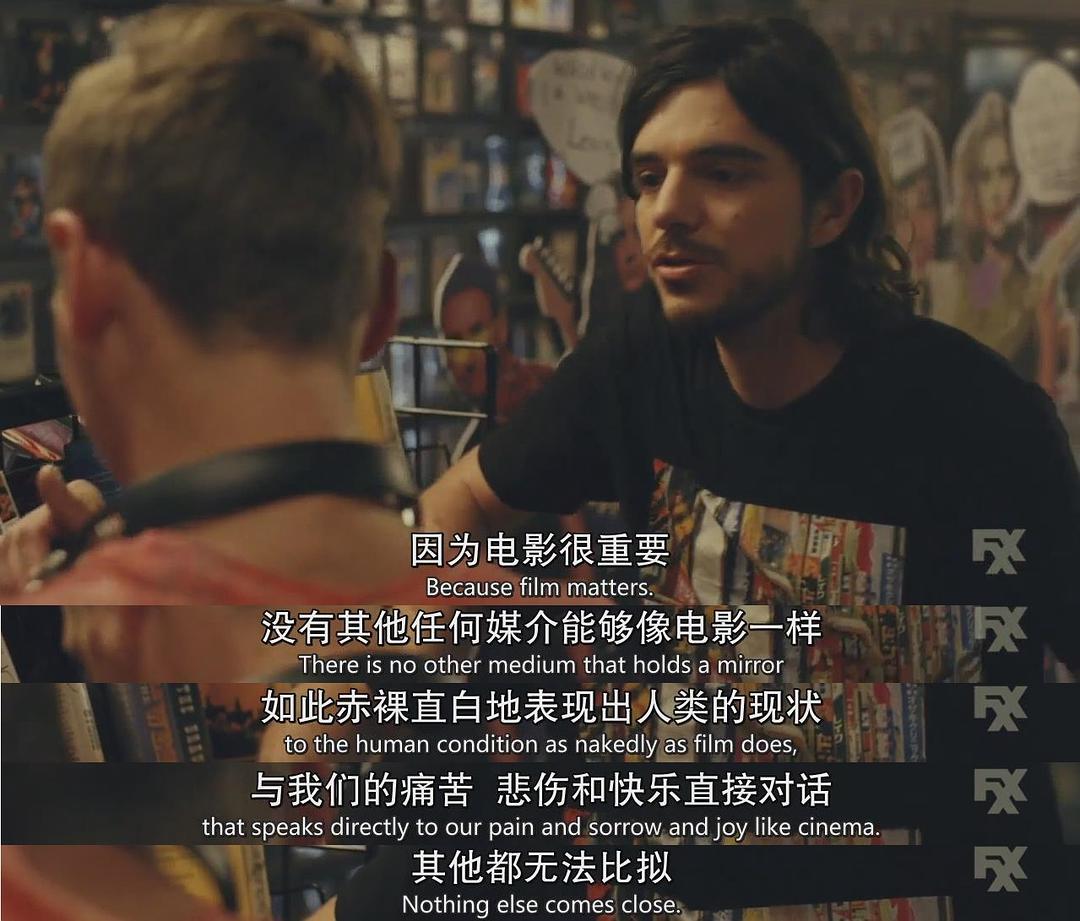 因为电影很重要
Because film matters.
FX
没有其他任何媒介能够像电影一样
There is no other medium that holds a mirror
FX
如此赤裸直白地表现出人类的现状
to the human condition as nakedly as film does,
FX
与我们的痛苦 悲伤和快乐直接对话
that speaks directly to our pain and sorrow and joy like cinema.
FX
其他都无法比拟
Nothing else comes close.
FX